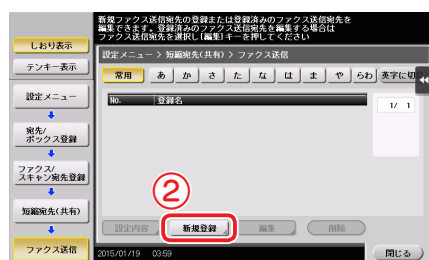 新規ファクス送信宛先の登録または登録済みのファクス送信宛先を
編集できます。登録済みのファクス送信宛先を編集する場合は
ファクス送信宛先を選択し[編集]キーを押してください
しおり表示
テンキー表示
設定メニュー
宛先/
ボックス登録
ファクス/
スキャン宛先登録
短縮宛先(共有)
ファクス送信
設定メニュー > 短縮宛先(共有) > ファクス送信
常用 あ か さ た な は ま や らわ 英字に切
No. 登録名
1/ 1
②
設定内容 新規登録 編集 削除
2015/01/19 03:59 閉じる